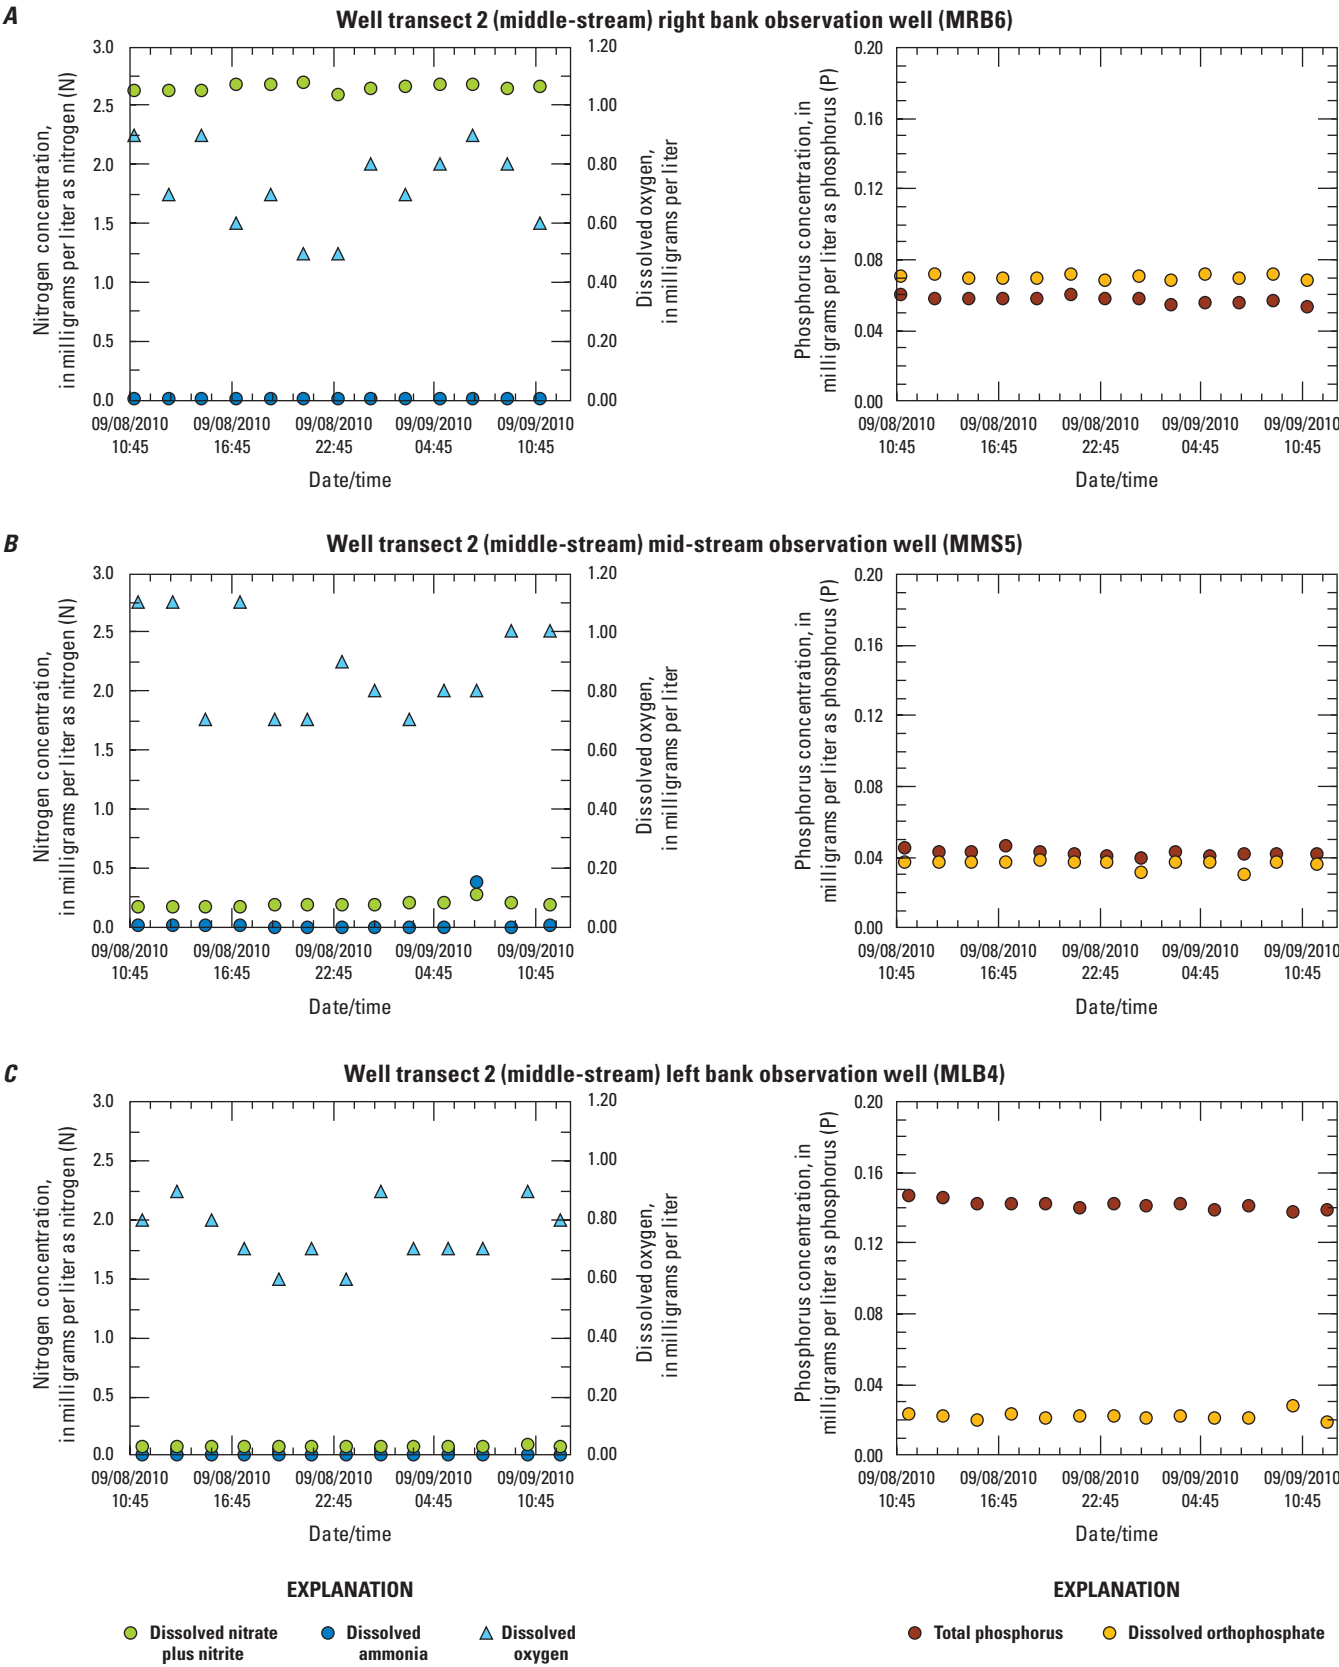 A
Well transect 2 (middle-stream) right bank observation well (MRB6)
Nitrogen concentration,
in milligrams per liter as nitrogen (N)
3.0
2.5
2.0
1.5
1.0
0.5
0.0
1.20
1.00
0.80
0.60
0.40
0.20
0.00
Dissolved oxygen,
in milligrams per liter
09/08/2010 09/08/2010 09/08/2010 09/09/2010 09/09/2010
10:45 16:45 22:45 04:45 10:45
Date/time
Phosphorus concentration, in
milligrams per liter as phosphorus (P)
0.20
0.16
0.12
0.08
0.04
0.00
09/08/2010 09/08/2010 09/08/2010 09/09/2010 09/09/2010
10:45 16:45 22:45 04:45 10:45
Date/time
B
Well transect 2 (middle-stream) mid-stream observation well (MMS5)
Nitrogen concentration,
in milligrams per liter as nitrogen (N)
3.0
2.5
2.0
1.5
1.0
0.5
0.0
1.20
1.00
0.80
0.60
0.40
0.20
0.00
Dissolved oxygen,
in milligrams per liter
09/08/2010 09/08/2010 09/08/2010 09/09/2010 09/09/2010
10:45 16:45 22:45 04:45 10:45
Date/time
Phosphorus concentration, in
milligrams per liter as phosphorus (P)
0.20
0.16
0.12
0.08
0.04
0.00
09/08/2010 09/08/2010 09/08/2010 09/09/2010 09/09/2010
10:45 16:45 22:45 04:45 10:45
Date/time
C
Well transect 2 (middle-stream) left bank observation well (MLB4)
Nitrogen concentration,
in milligrams per liter as nitrogen (N)
3.0
2.5
2.0
1.5
1.0
0.5
0.0
1.20
1.00
0.80
0.60
0.40
0.20
0.00
Dissolved oxygen,
in milligrams per liter
09/08/2010 09/08/2010 09/08/2010 09/09/2010 09/09/2010
10:45 16:45 22:45 04:45 10:45
Date/time
Phosphorus concentration, in
milligrams per liter as phosphorus (P)
0.20
0.16
0.12
0.08
0.04
0.00
09/08/2010 09/08/2010 09/08/2010 09/09/2010 09/09/2010
10:45 16:45 22:45 04:45 10:45
Date/time
EXPLANATION
Dissolved nitrate
plus nitrite
Dissolved
ammonia
Dissolved
oxygen
EXPLANATION
Total phosphorus
Dissolved orthophosphate